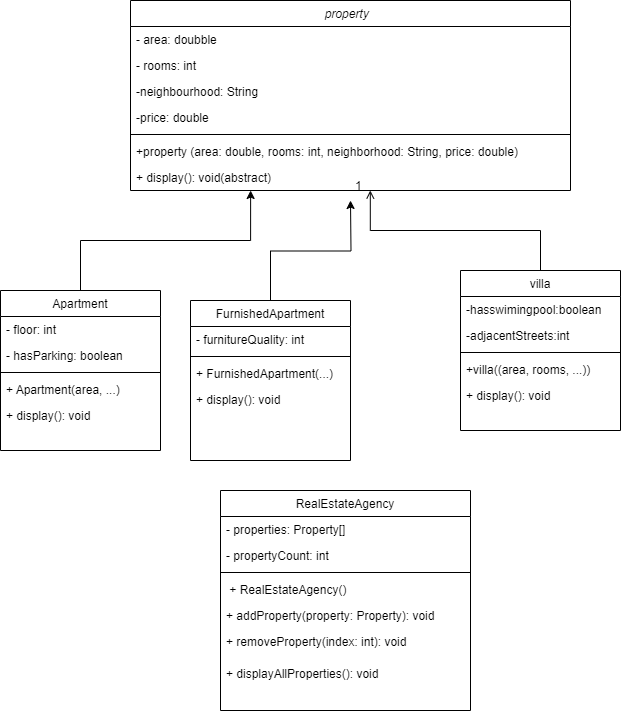 property
- area: doubble
- rooms: int
-neighbourhood: String
-price: double
+property (area: double, rooms: int, neighborhood: String, price: double)
+ display(): void(abstract)
1
Apartment
- floor: int
- hasParking: boolean
+ Apartment(area, ...)
+ display(): void
FurnishedApartment
- furnitureQuality: int
+ FurnishedApartment(...)
+ display(): void
villa
-hasswimingpool:boolean
-adjacentStreets:int
+villa((area, rooms, ...))
+ display(): void
RealEstateAgency
- properties: Property[]
- propertyCount: int
+ RealEstateAgency()
+ addProperty(property: Property): void
+ removeProperty(index: int): void
+ displayAllProperties(): void